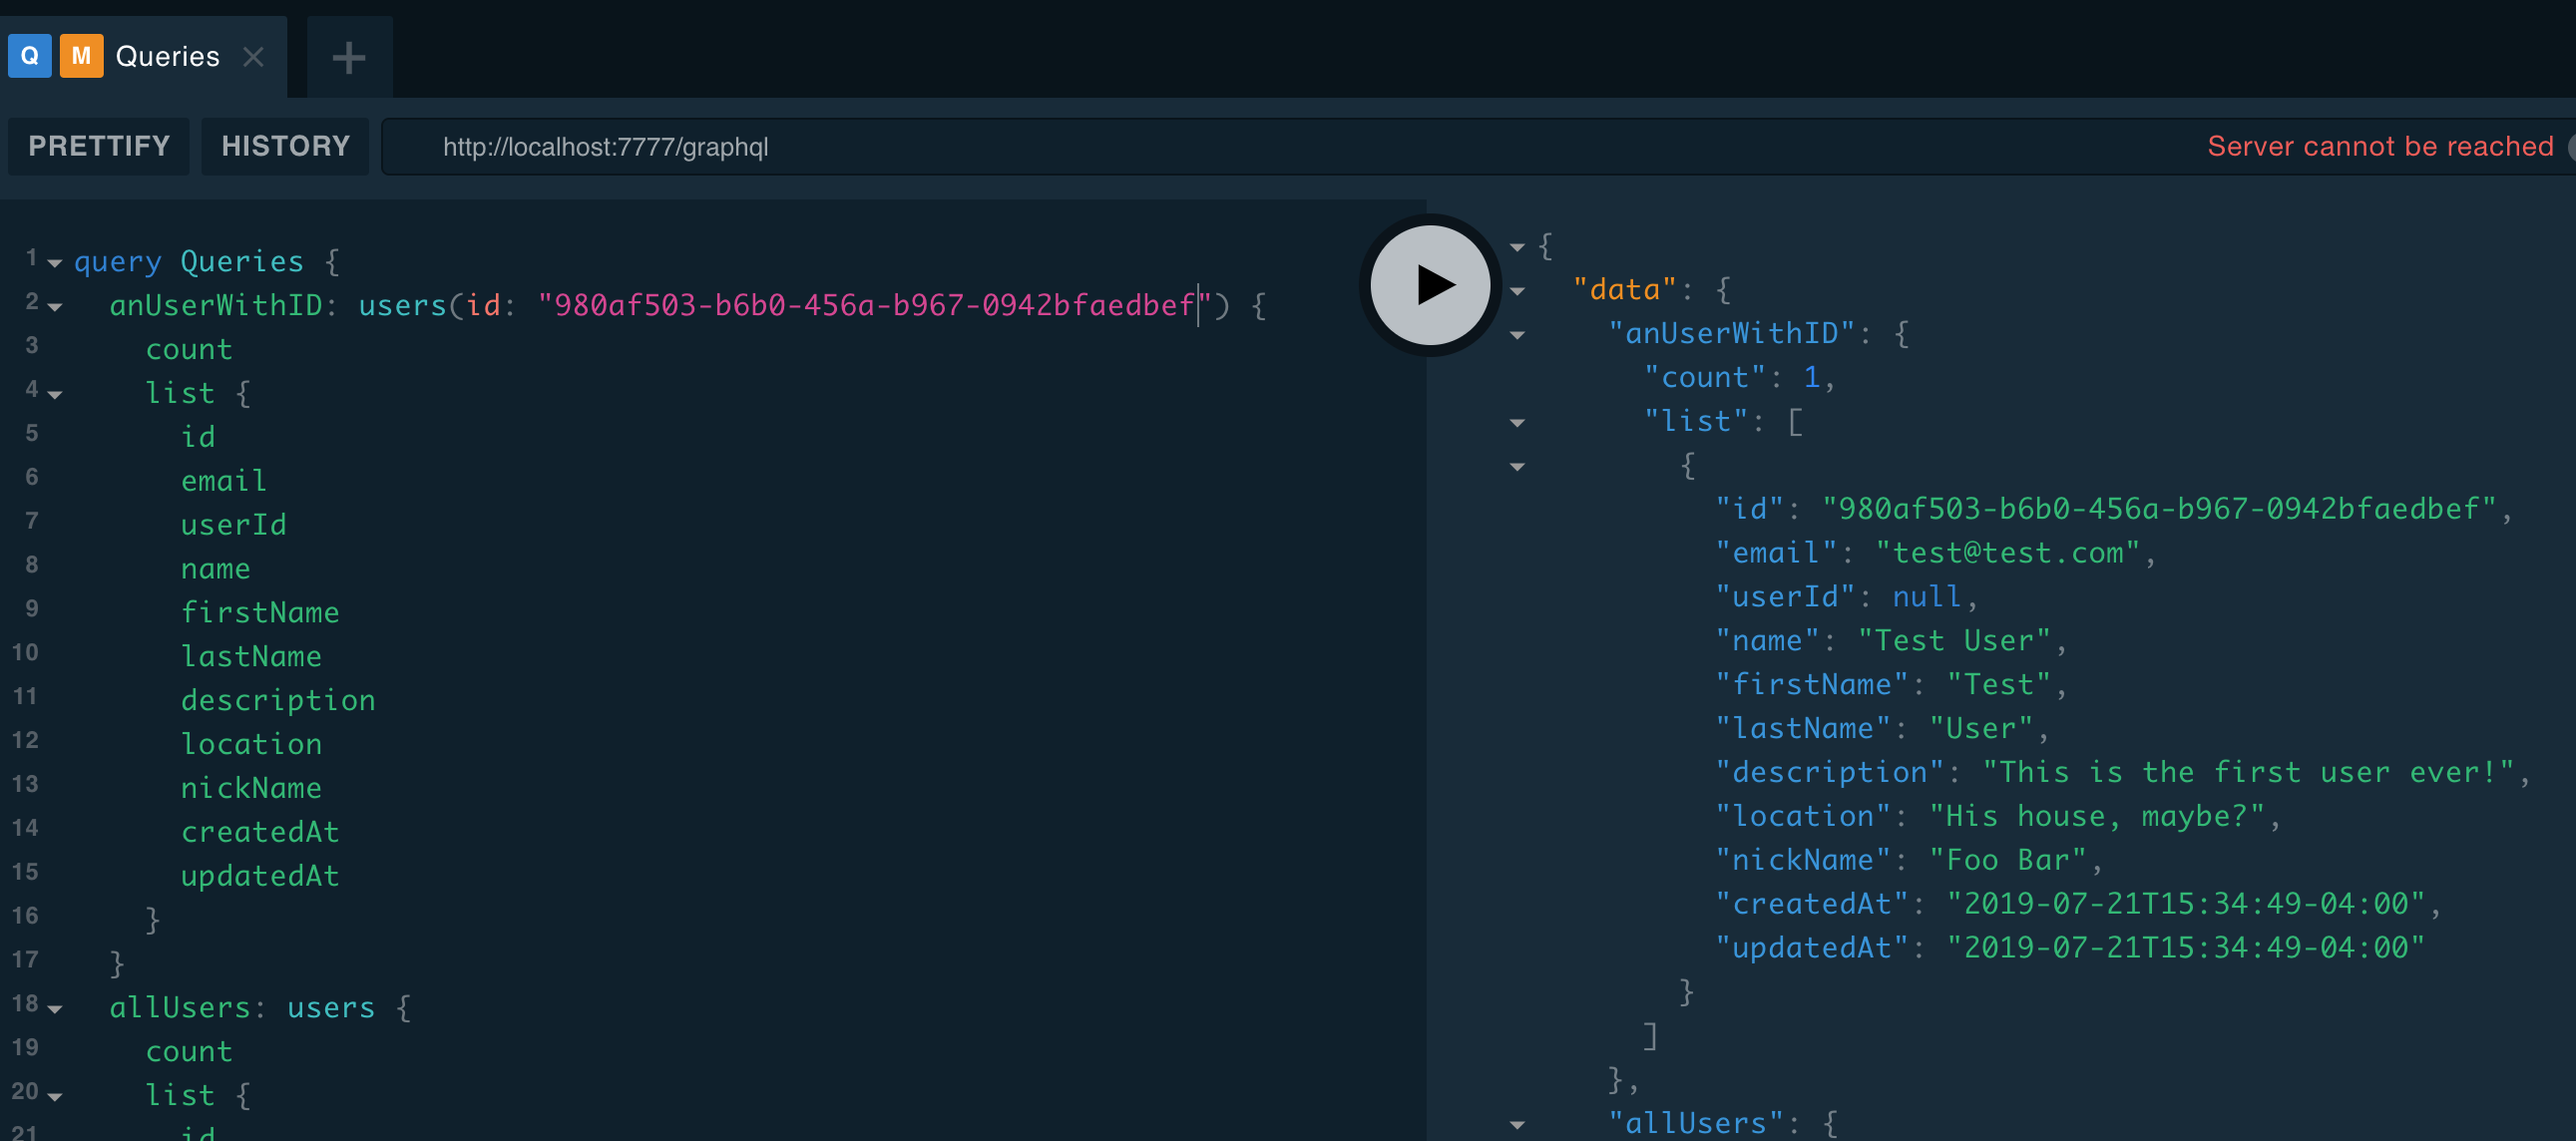 Q M Queries
PRETTIFY HISTORY http://localhost:7777/graphql Server cannot be reached
1 query Queries {
2 anUserWithID: users(id: "980af503-b6b0-456a-b967-0942bfaedbef") {
3 count
4 list {
5 id
6 email
7 userId
8 name
9 firstName
10 lastName
11 description
12 location
13 nickName
14 createdAt
15 updatedAt
16 }
17 }
18 allUsers: users {
19 count
20 list {
21 id
{
"data": {
"anUserWithID": {
"count": 1,
"list": [
{
"id": "980af503-b6b0-456a-b967-0942bfaedbef",
"email": "test@test.com",
"userId": null,
"name": "Test User",
"firstName": "Test",
"lastName": "User",
"description": "This is the first user ever!",
"location": "His house, maybe?",
"nickName": "Foo Bar",
"createdAt": "2019-07-21T15:34:49-04:00",
"updatedAt": "2019-07-21T15:34:49-04:00"
}
]
},
"allUsers": {